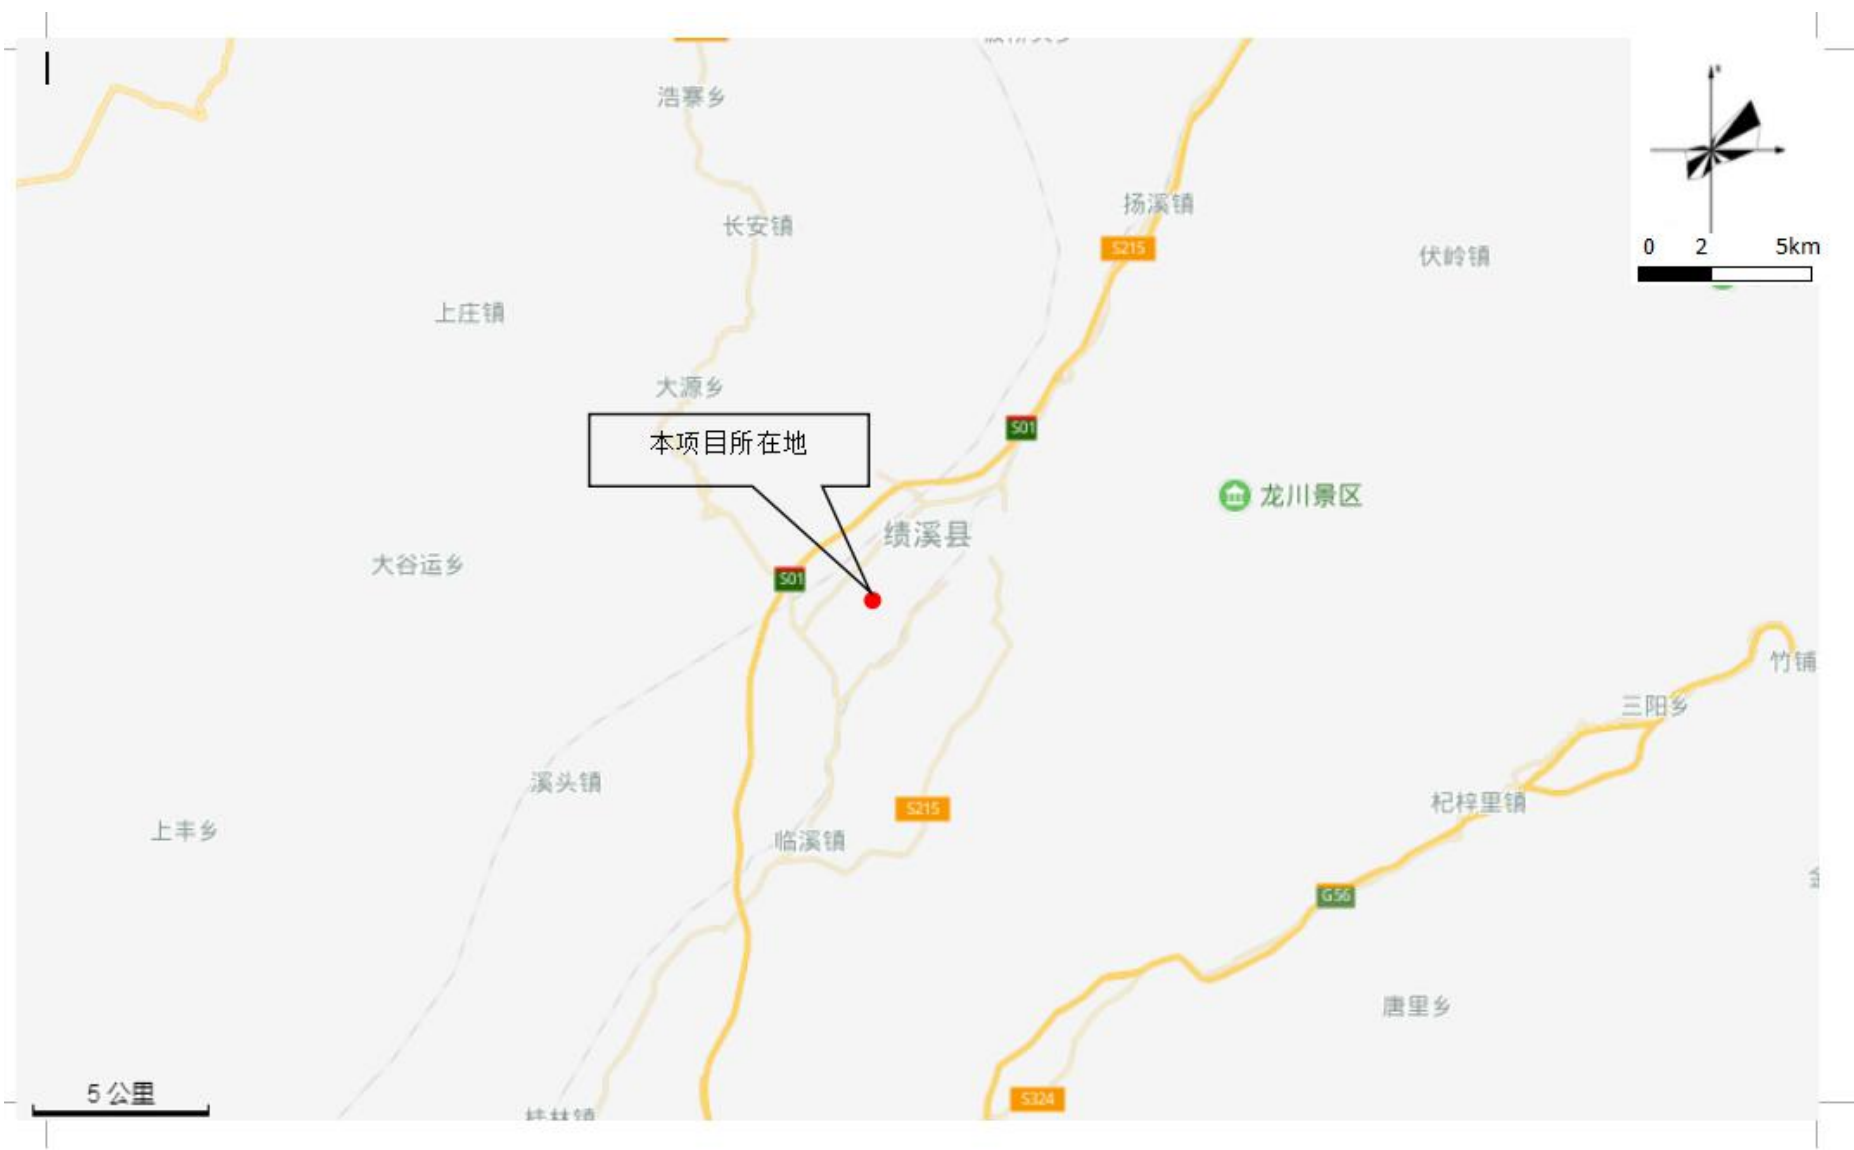 浩寨乡
扬溪镇
长安镇
S215
0 2 5km
伏岭镇
上庄镇
大源乡
S01
本项目所在地
龙川景区
绩溪县
大谷运乡
S01
竹铺
三阳乡
溪头镇
杞梓里镇
S215
上丰乡
临溪镇
G56
唐里乡
5 公里
S324
桂林镇